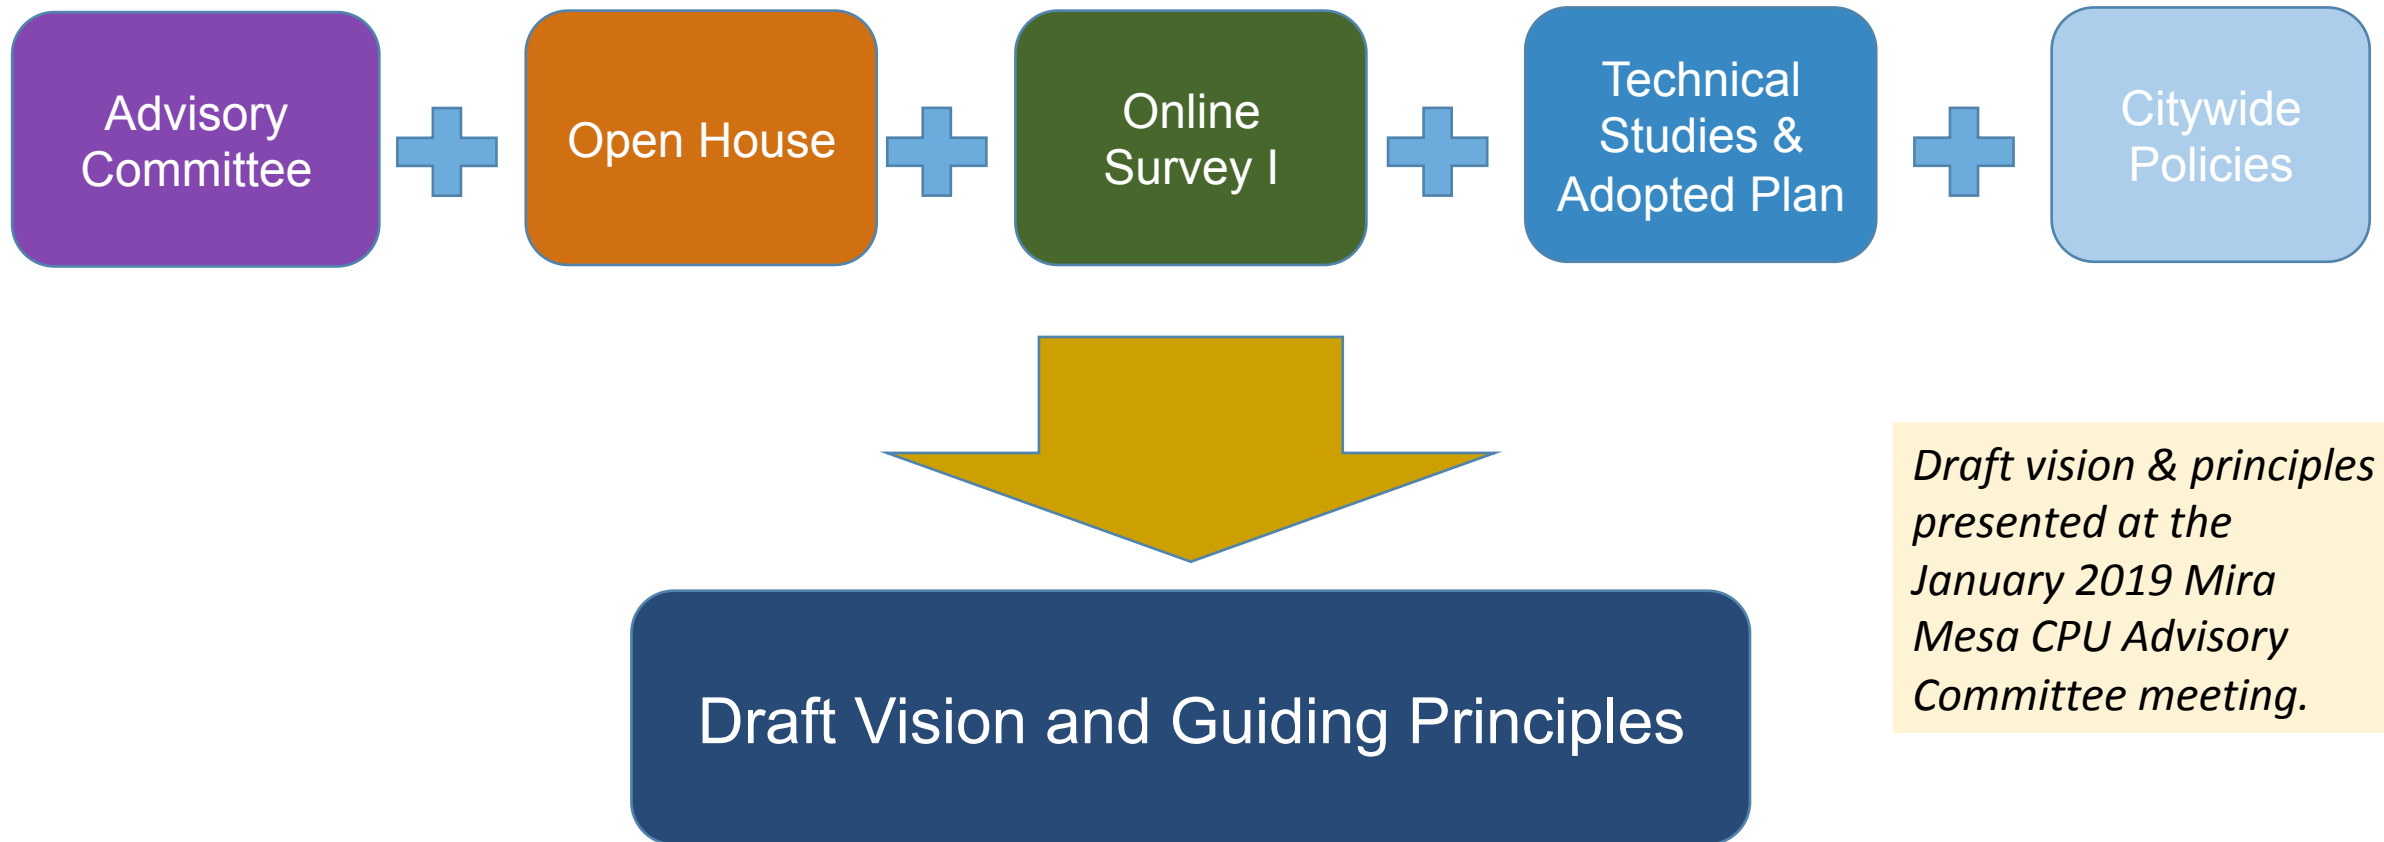 Advisory
Committee
Open House
Online
Survey I
Technical
Studies &
Adopted Plan
Citywide
Policies
Draft Vision and Guiding Principles
Draft vision & principles
presented at the
January 2019 Mira
Mesa CPU Advisory
Committee meeting.